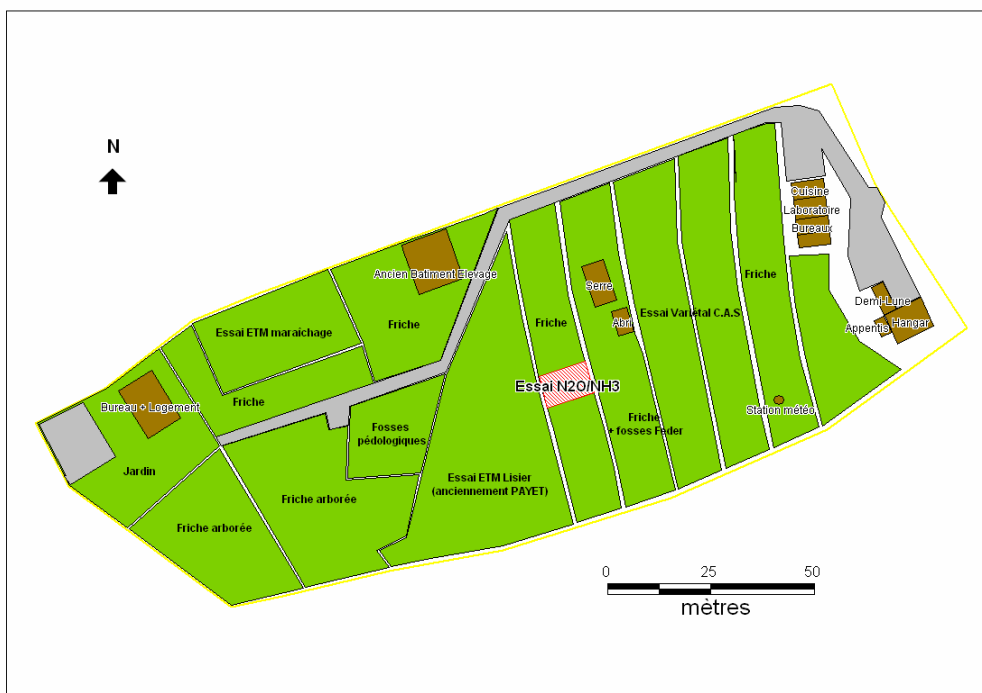 N
Cuisine
Laboratoire
Bureaux
Ancien Batiment Elevage
Friche
Serre
Demi-Lune
Essai ETM maraichage
Friche
Friche
Abri
Essai Variétal C.A.S
Appentis
Hangar
Essai N2O/NH3
Bureau + Logement
Friche
Station météo
Fosses
pédologiques
Friche
+ fosses Feder
Jardin
Essai ETM Lisier
(anciennement PAYET)
Friche arborée
Friche arborée
0 25 50
mètres